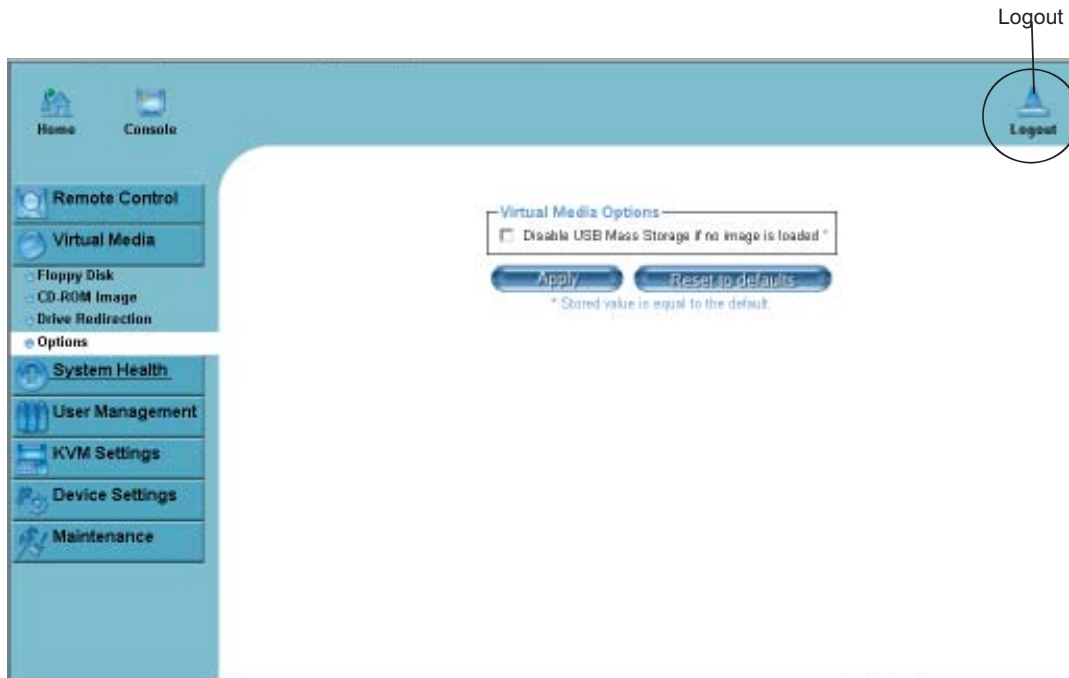 Logout
Home Console Logout
Remote Control
Virtual Media
Floppy Disk
CD-ROM Image
Drive Redirection
Options
System Health
User Management
KVM Settings
Device Settings
Maintenance
Virtual Media Options
Disable USB Mass Storage if no image is loaded *
Apply Reset to defaults
* Stored value is equal to the default.